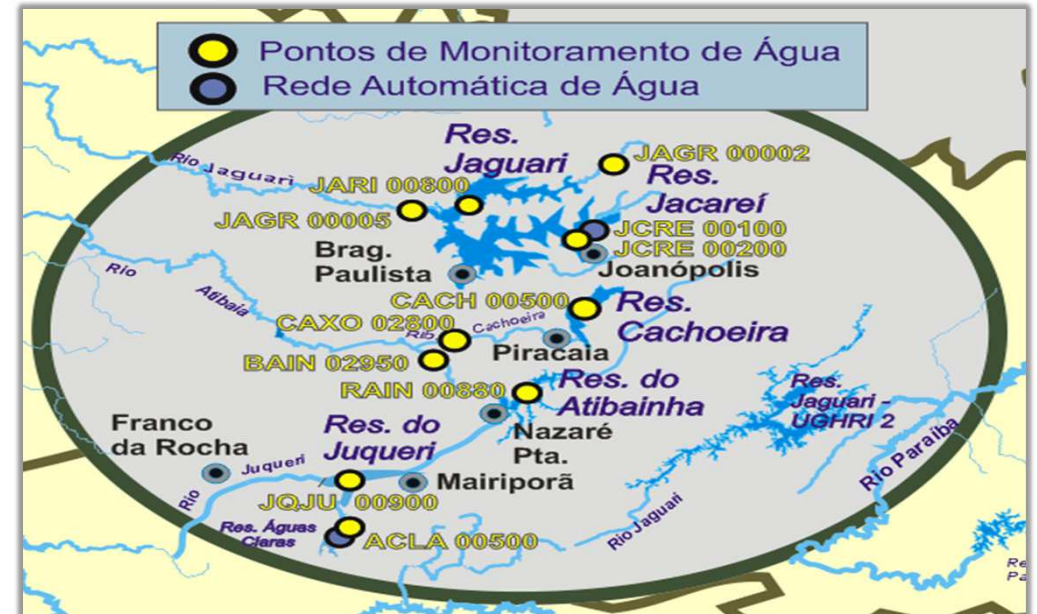 Pontos de Monitoramento de Água
Rede Automática de Água
Res.
Jaguari
JAGR 00002
Rio Jaguari
Res.
Jacareí
JARI 00800
JAGR 00005
JCRE 00100
JCRE 00200
Brag.
Paulista
Joanópolis
Rio
Atibaia
CACH 00500
Res.
Cachoeira
CAXO 02800
Rib. Cachoeira
Piracaia
BAIN 02950
RAIN 00880
Res. do
Atibainha
Res.
Jaguari -
UGHRI 2
Franco
da Rocha
Res. do
Juqueri
Nazaré
Pta.
Rio Paraíba
Juqueri
Rio
Mairiporã
JQJU 00900
Rio Jaguari
Res. Águas
Claras
ACLA 00500
Re
Pa